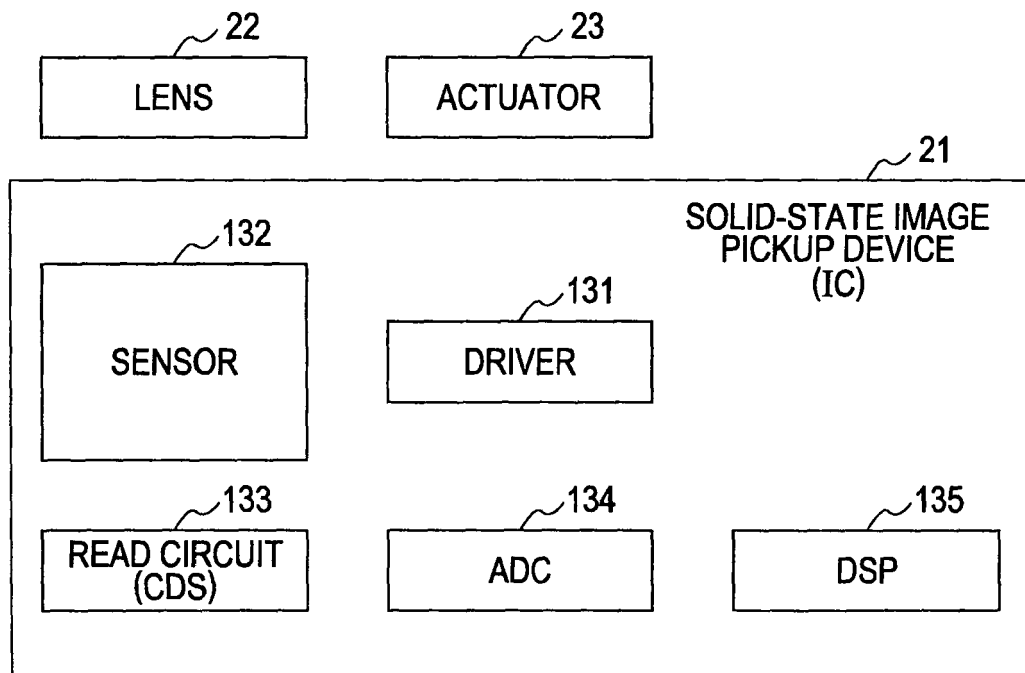 22
23
LENS
ACTUATOR
21
SOLID-STATE IMAGE
PICKUP DEVICE
(IC)
132
131
SENSOR
DRIVER
133
134
135
READ CIRCUIT
(CDS)
ADC
DSP